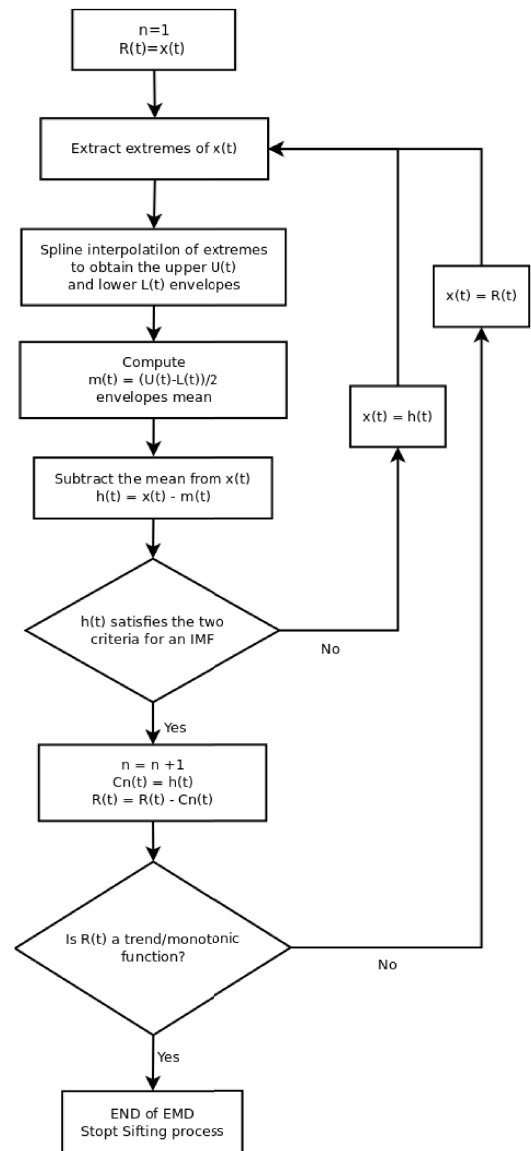 n=1
R(t)=x(t)
Extract extremes of x(t)
Spline interpolatilon of extremes
to obtain the upper U(t)
and lower L(t) envelopes
x(t) = R(t)
Compute
m(t) = (U(t)-L(t))/2
envelopes mean
x(t) = h(t)
Subtract the mean from x(t)
h(t) = x(t) - m(t)
h(t) satisfies the two
criteria for an IMF
No
Yes
n = n +1
Cn(t) = h(t)
R(t) = R(t) - Cn(t)
Is R(t) a trend/monotonic
function?
No
Yes
END of EMD
Stopt Sifting process